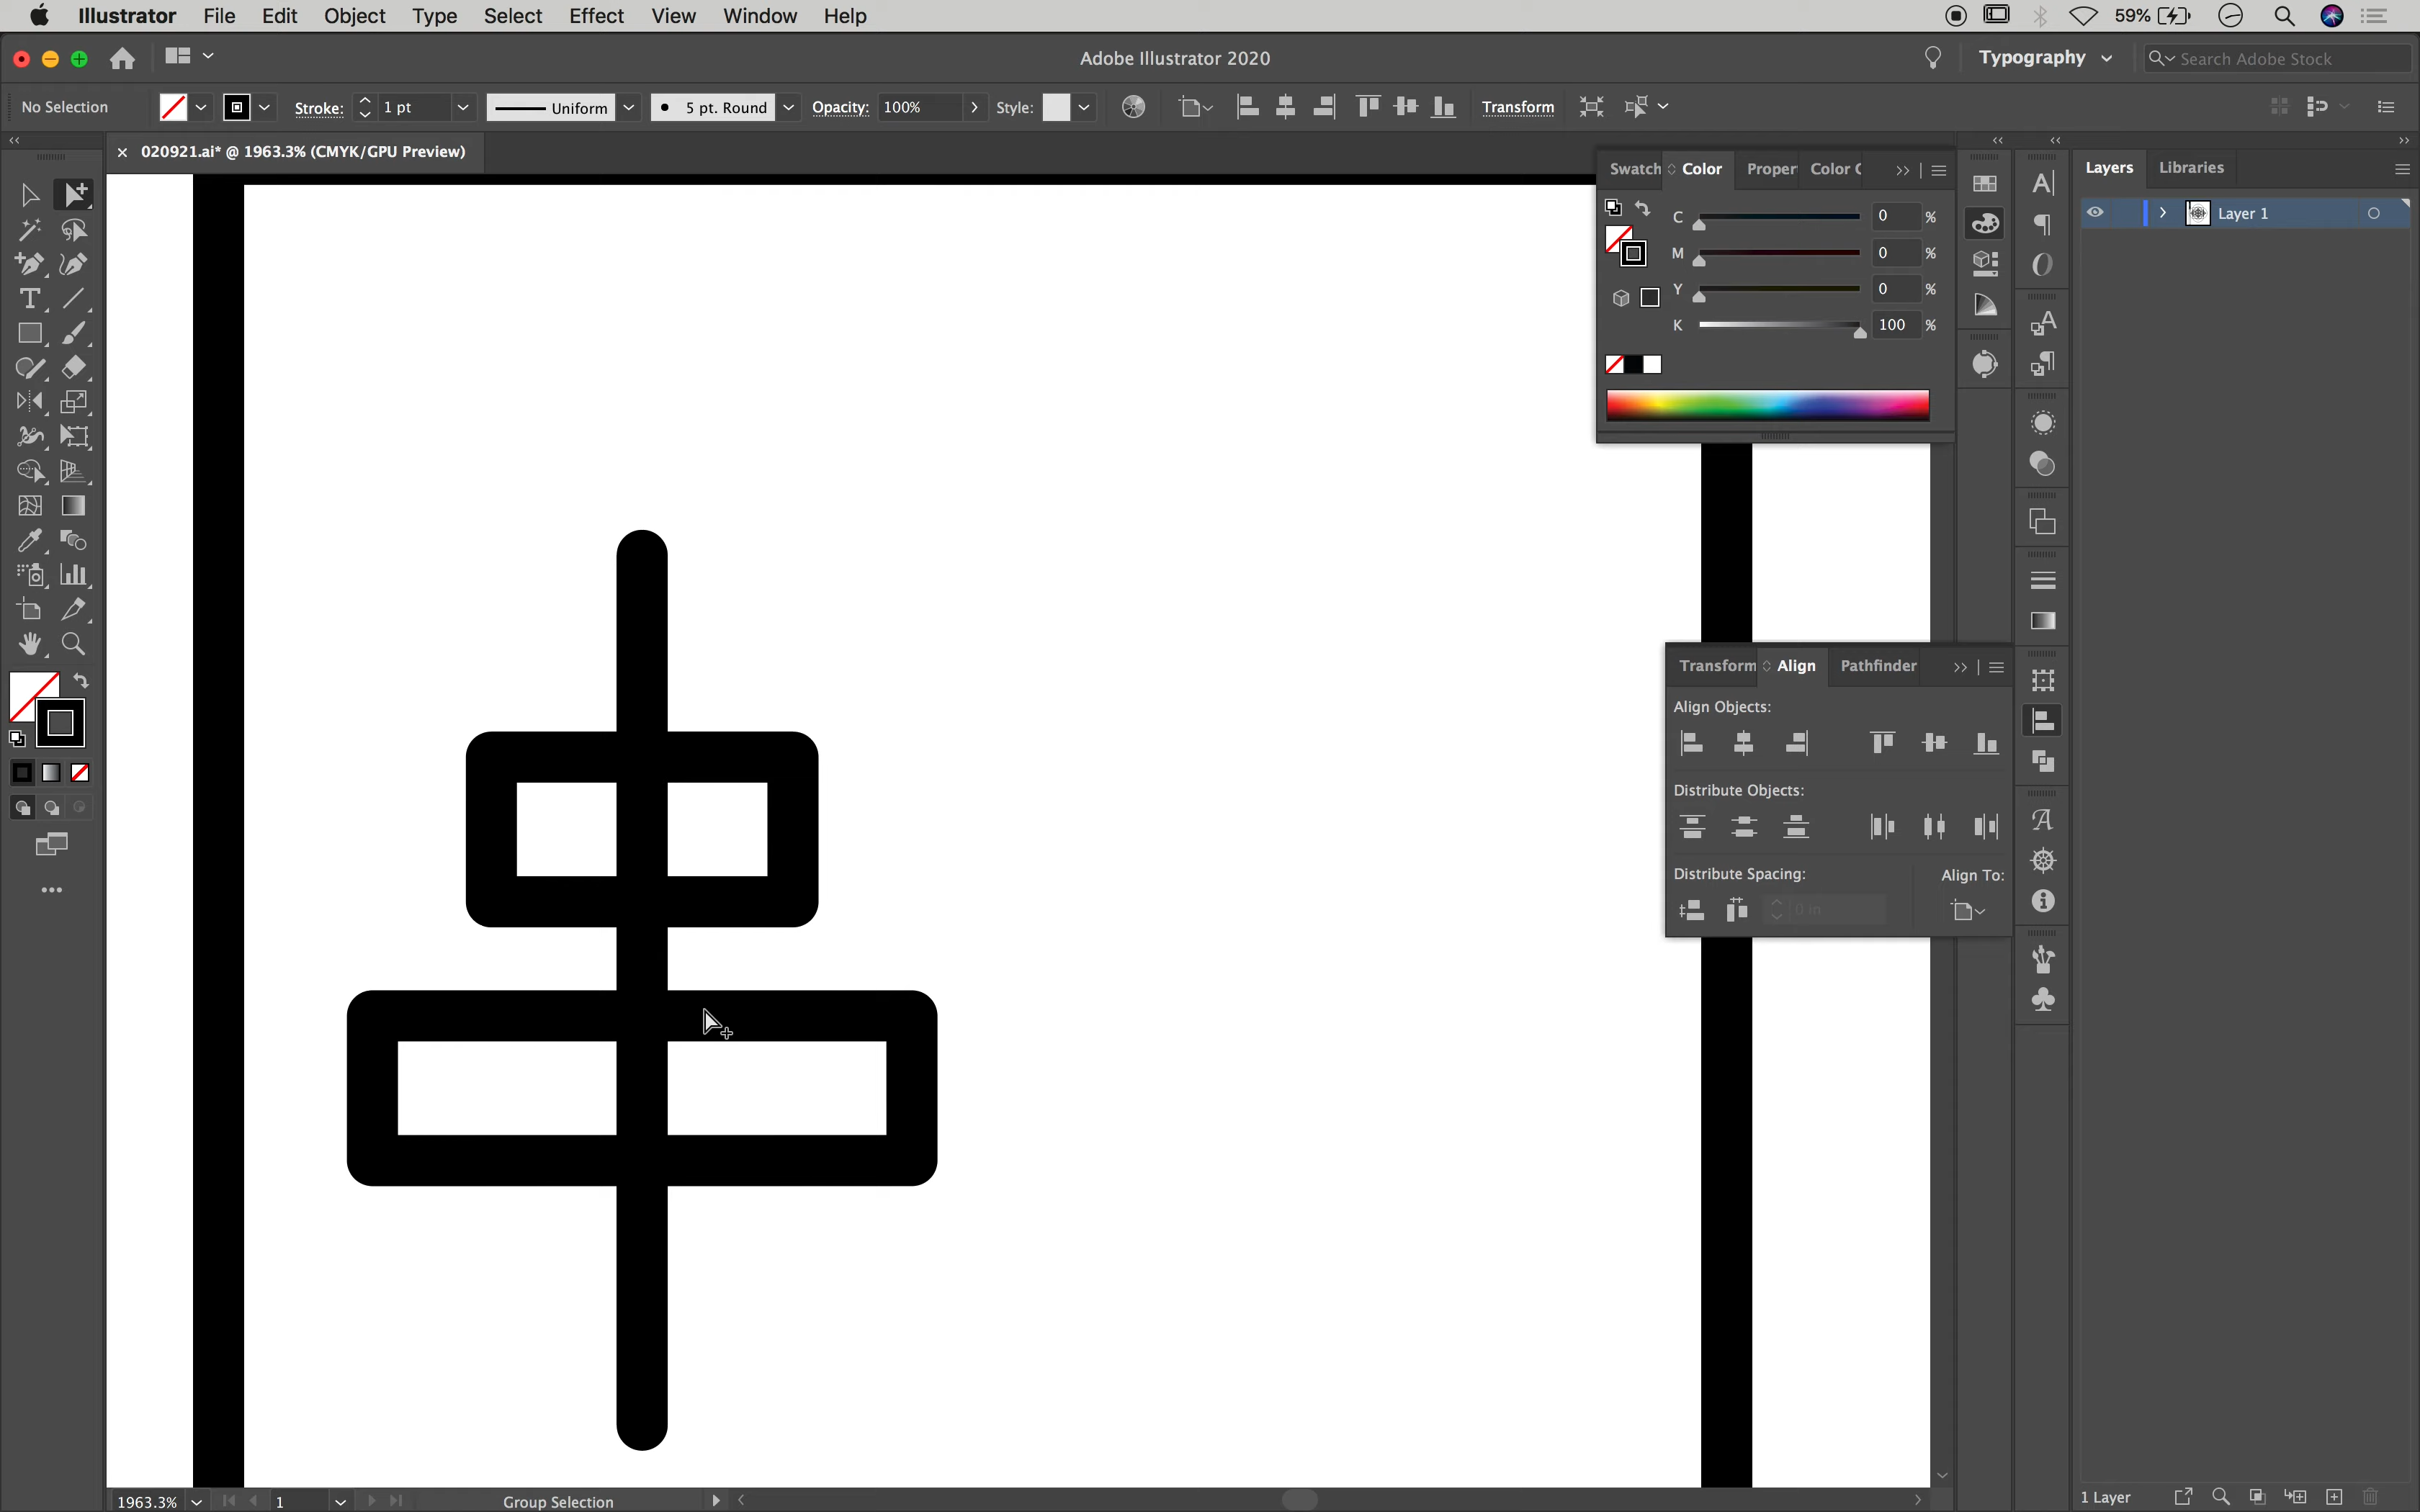 Illustrator File Edit Object Type Select Effect View Window Help 59%
Adobe Illustrator 2020 Typography Search Adobe Stock
No Selection Stroke: 1 pt Uniform 5 pt. Round Opacity: 100% Style: Transform
020921.ai* @ 1963.3% (CMYK/GPU Preview)
Swatch Color Proper Color
C 0 %
M 0 %
Y 0 %
K 100 %
Layers Libraries
Layer 1
Transform Align Pathfinder
Align Objects:
Distribute Objects:
Distribute Spacing: Align To:
0 in
串
1963.3% 1 Group Selection
1 Layer